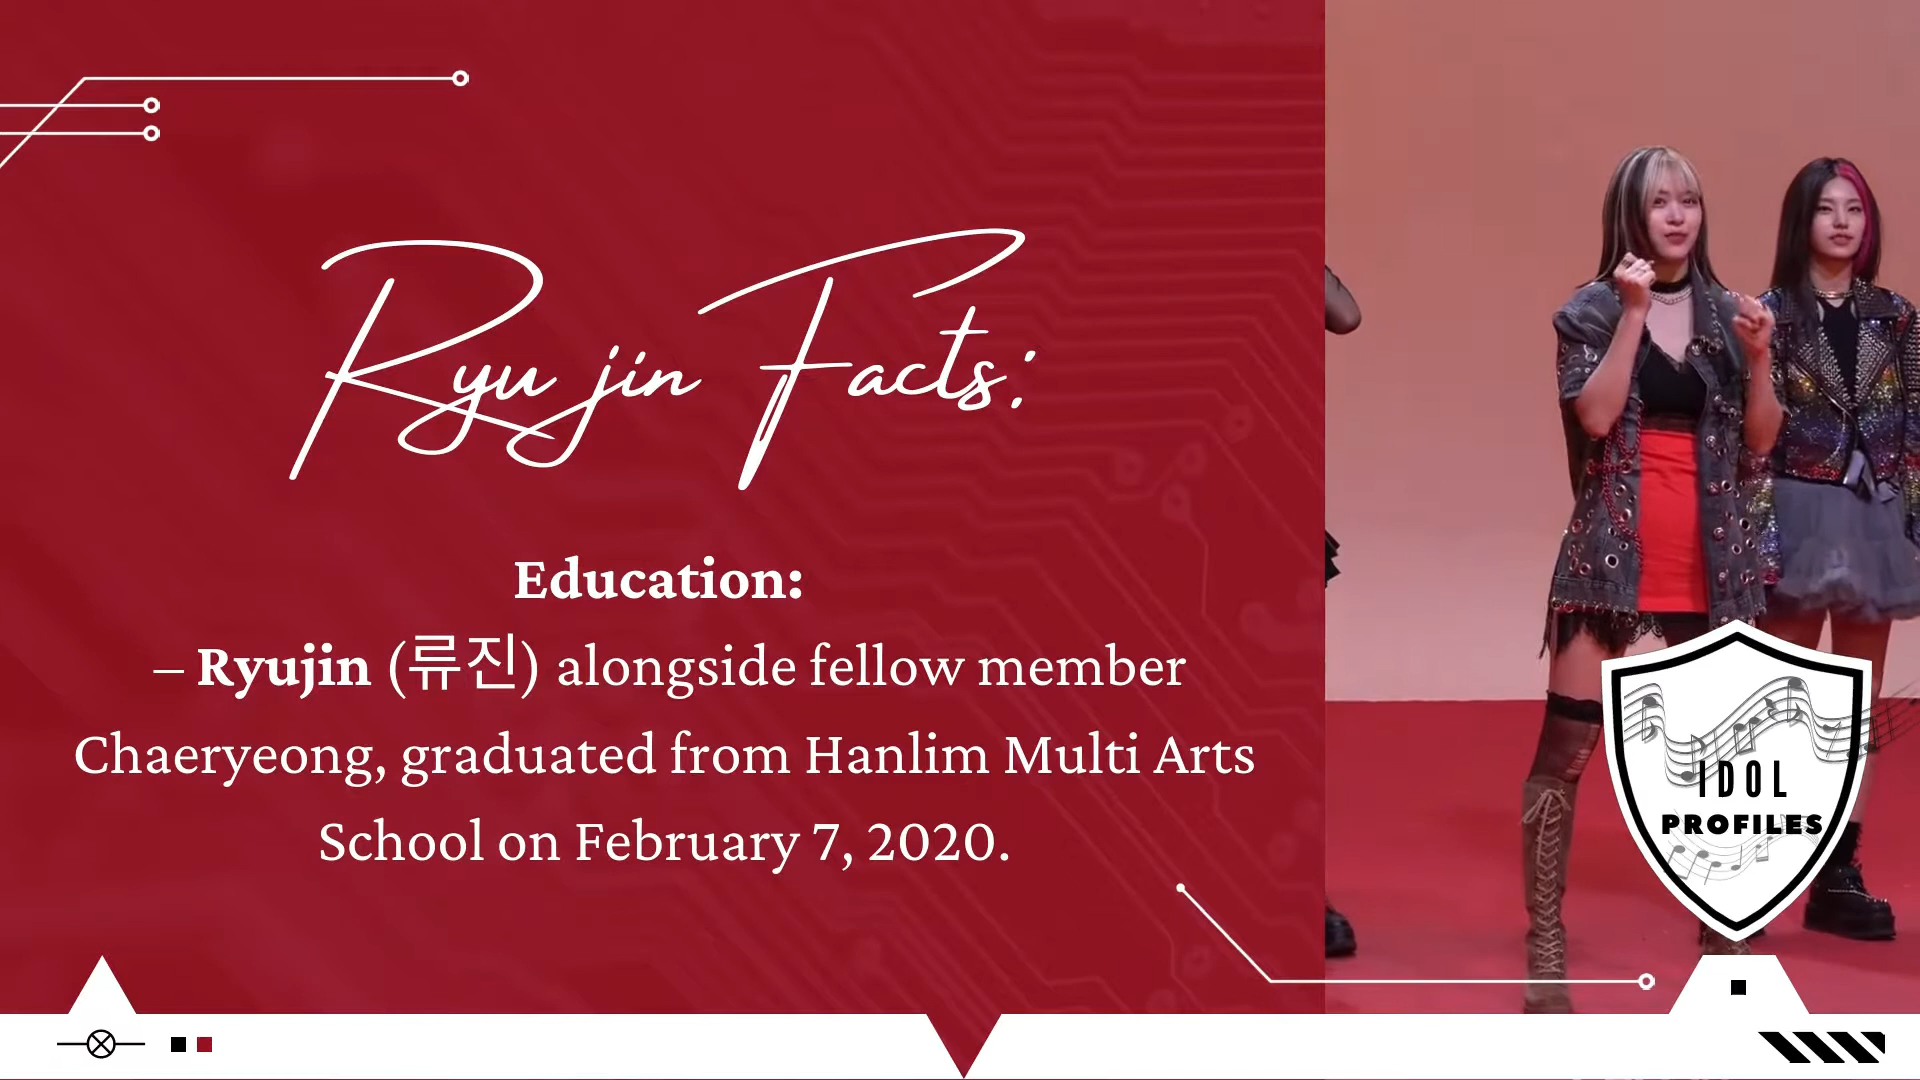 Ryujin Facts:
Education:
– Ryujin (류진) alongside fellow member
Chaeryeong, graduated from Hanlim Multi Arts
School on February 7, 2020.
IDOL
PROFILES